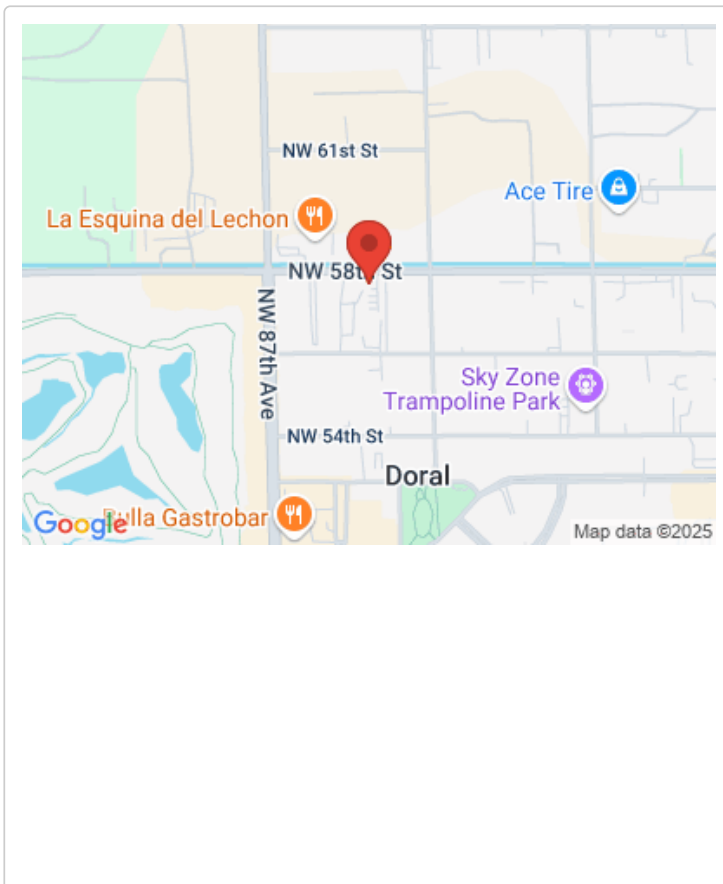 NW 61st St
Ace Tire
La Esquina del Lechon
NW 58th St
NW 87th Ave
Sky Zone
Trampoline Park
NW 54th St
Doral
Bulla Gastrobar
Google
Map data ©2025